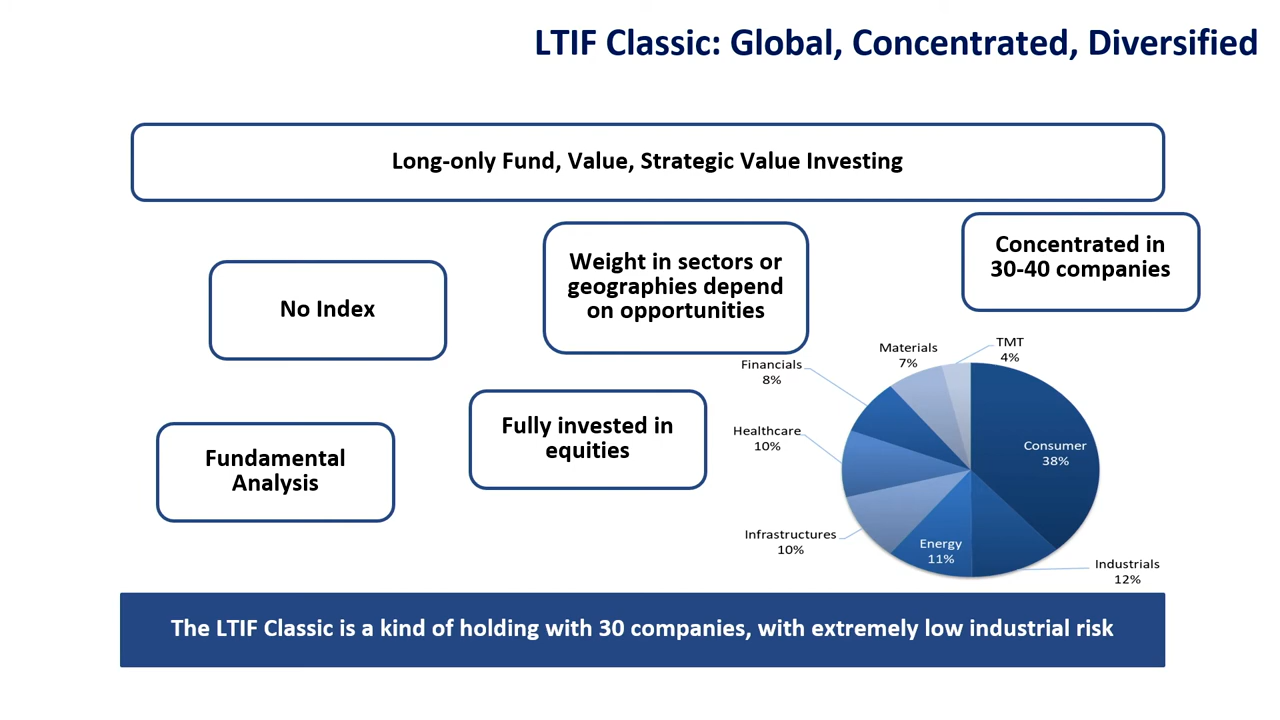 LTIF Classic: Global, Concentrated, Diversified
Long-only Fund, Value, Strategic Value Investing
No Index
Weight in sectors or
geographies depend
on opportunities
Concentrated in
30-40 companies
Fundamental
Analysis
Fully invested in
equities
TMT
4%
Materials
7%
Financials
8%
Healthcare
10%
Consumer
38%
Infrastructures
10%
Energy
11%
Industrials
12%
The LTIF Classic is a kind of holding with 30 companies, with extremely low industrial risk